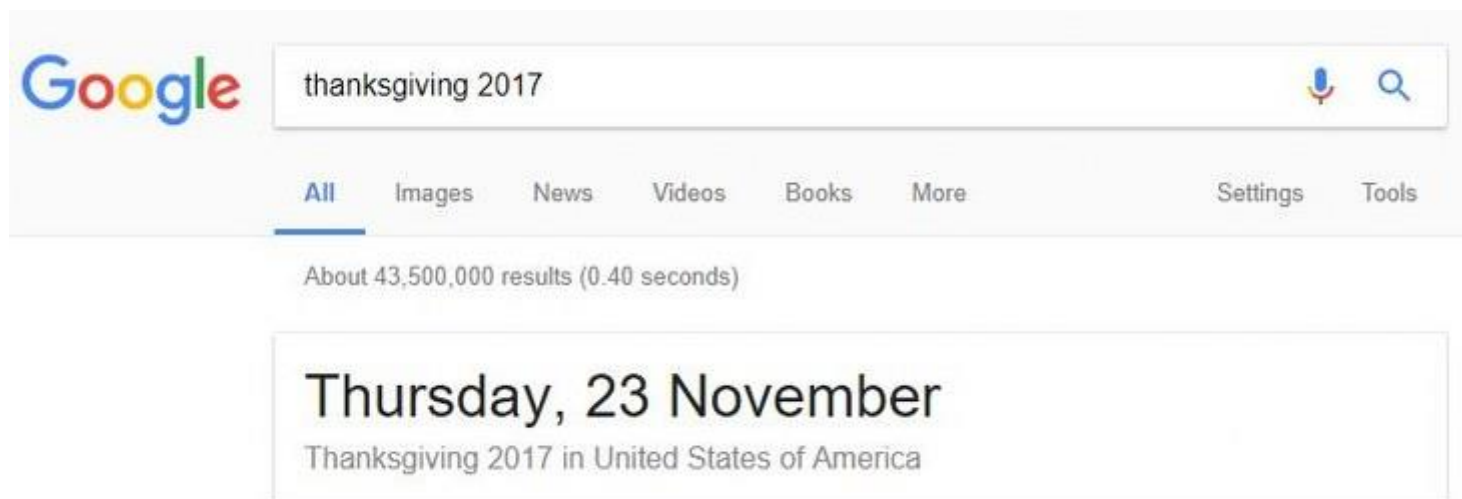 Google thanksgiving 2017
All Images News Videos Books More Settings Tools
About 43,500,000 results (0.40 seconds)
Thursday, 23 November
Thanksgiving 2017 in United States of America